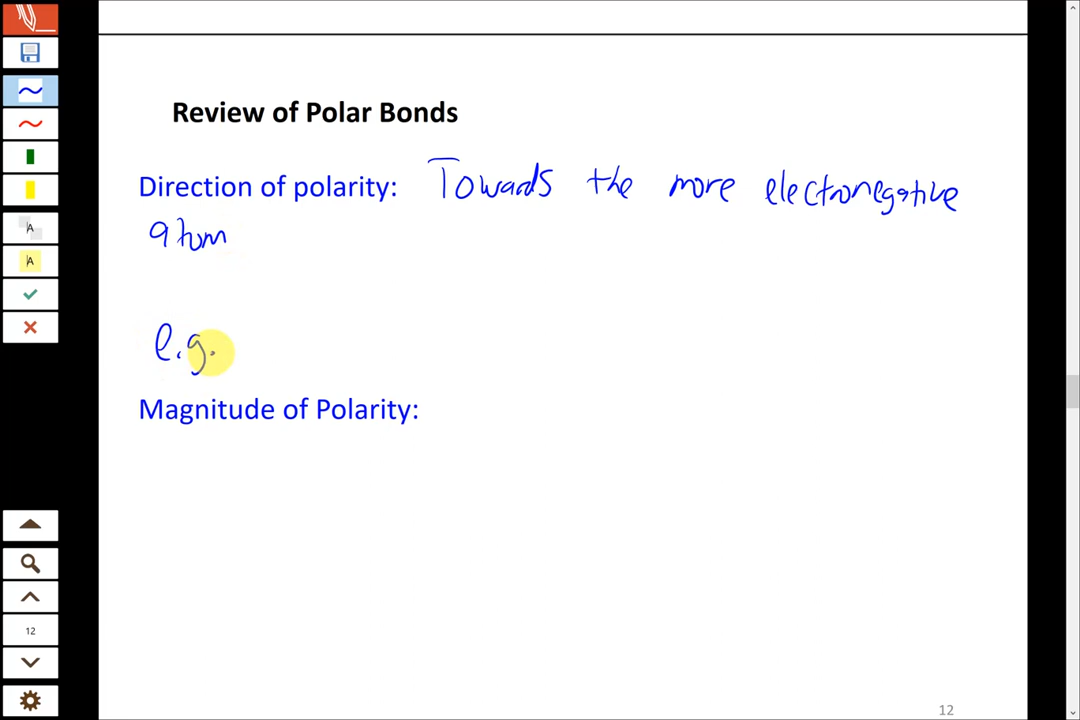 Review of Polar Bonds
Direction of polarity: Towards the more electronegative
atom
e.g.
Magnitude of Polarity:
A
A
12
12